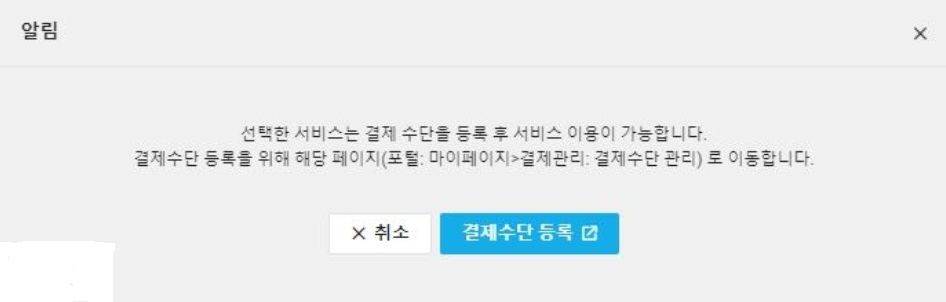 알림
선택한 서비스는 결제 수단을 등록 후 서비스 이용이 가능합니다.
결제수단 등록을 위해 해당 페이지(포털: 마이페이지>결제관리: 결제수단 관리) 로 이동합니다.
취소
결제수단 등록